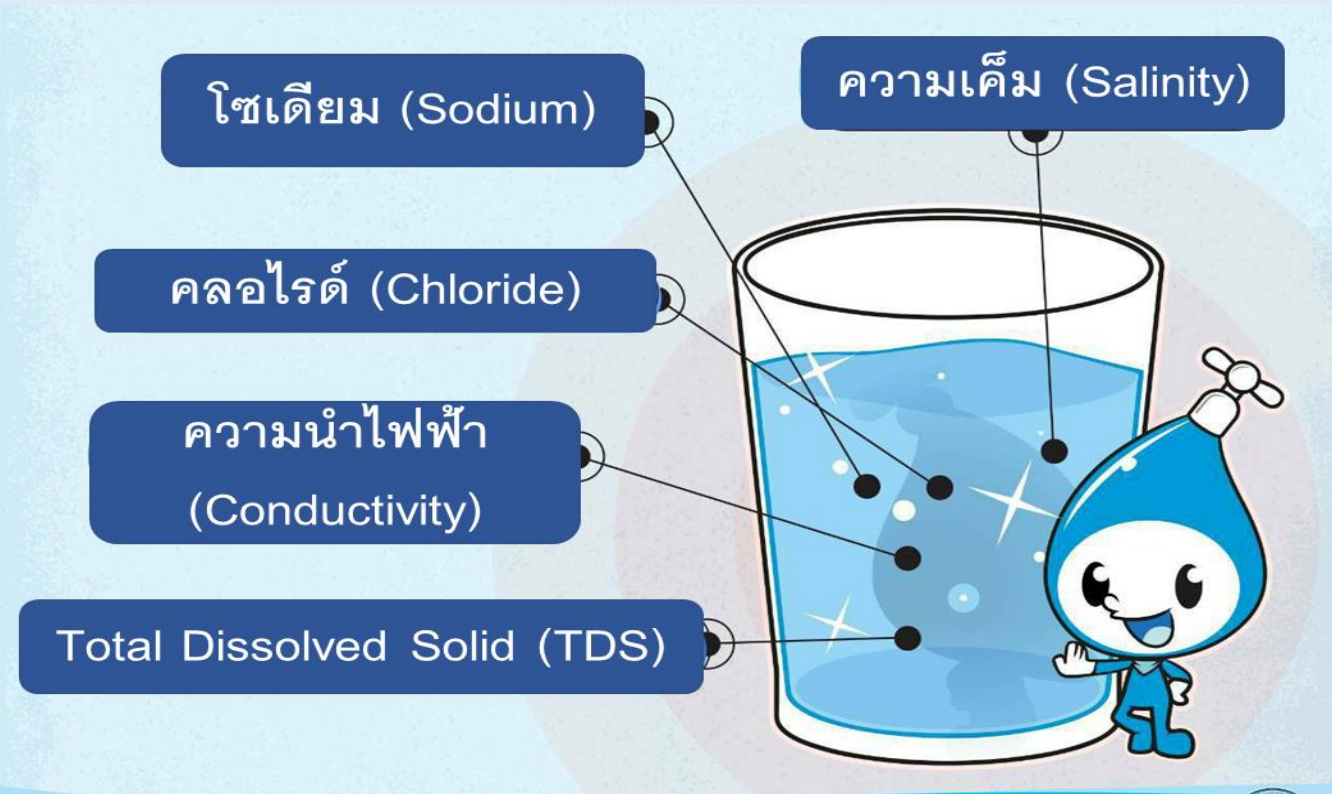 โซเดียม (Sodium)
ความเค็ม (Salinity)
คลอไรด์ (Chloride)
ความนำไฟฟ้า
(Conductivity)
Total Dissolved Solid (TDS)